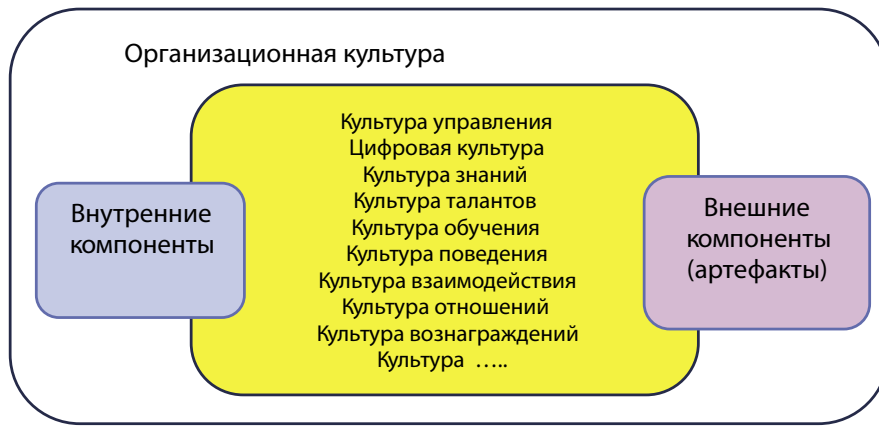 Организационная культура
Культура управления
Цифровая культура
Культура знаний
Культура талантов
Культура обучения
Культура поведения
Культура взаимодействия
Культура отношений
Культура вознаграждений
Культура …..
Внутренние
компоненты
Внешние
компоненты
(артефакты)